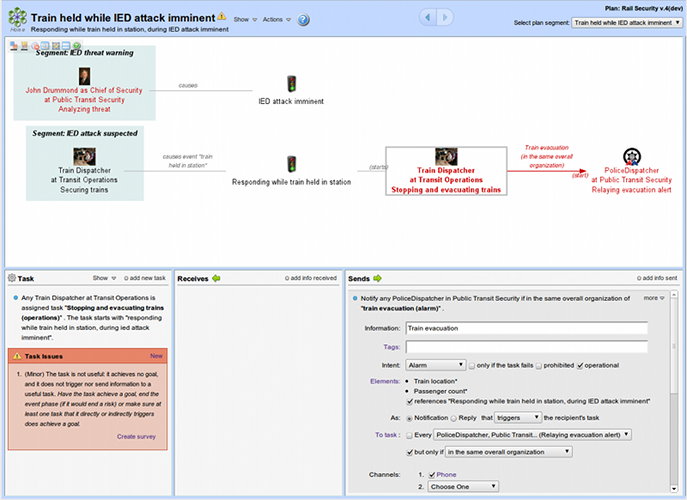 Train held while IED attack imminent
Show
Actions
Plan: Rail Security v.4(dev)
Responding while train held in station, during IED attack imminent
Select plan segment:
Train held while IED attack imminent
Segment: IED threat warning
John Drummond as Chief of Security
at Public Transit Security
Analyzing threat
causes
IED attack imminent
Segment: IED attack suspected
Train Dispatcher
at Transit Operations
Securing trains
causes event "train
held in station"
Responding while train held in station
(starts)
Train Dispatcher
at Transit Operations
Stopping and evacuating trains
Train evacuation
(in the same overall
organization)
(start)
PoliceDispatcher
at Public Transit Security
Relaying evacuation alert
Task
Show
add new task
Any Train Dispatcher at Transit Operations is
assigned task "Stopping and evacuating trains
(operations)" . The task starts with "responding
while train held in station, during ied attack
imminent".
Task Issues
New
1. (Minor) The task is not useful: it achieves no goal,
and it does not trigger nor send information to a
useful task. Have the task achieve a goal, end the
event phase (if it would end a risk) or make sure at
least one task that it directly or indirectly triggers
does achieve a goal.
Create survey
Receives
add info received
Sends
add info sent
Notify any PoliceDispatcher in Public Transit Security if in the same overall organization of
"train evacuation (alarm)" .
more
Information: Train evacuation
Tags:
Intent: Alarm only if the task fails prohibited operational
Elements: • Train location*
• Passenger count*
references "Responding while train held in station, during IED attack imminent"
As: Notification Reply that triggers the recipient's task
To task : Every PoliceDispatcher, Public Transit... (Relaying evacuation alert)
but only if in the same overall organization
Channels: 1. Phone
2. Choose One